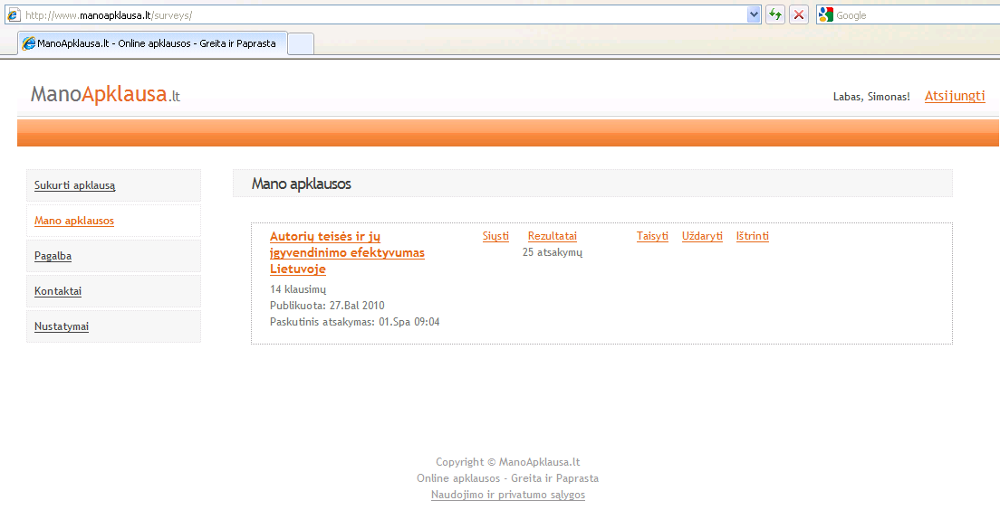 http://www.manoapklausa.lt/surveys/
Google
ManoApklausa.lt - Online apklausos - Greita ir Paprasta
ManoApklausa.lt
Labas, Simonas! Atsijungti
Sukurti apklausą
Mano apklausos
Pagalba
Kontaktai
Nustatymai
Mano apklausos
Autorių teisės ir jų
įgyvendinimo efektyvumas
Lietuvoje
14 klausimų
Publikuota: 27.Bal 2010
Paskutinis atsakymas: 01.Spa 09:04
Siųsti
Rezultatai
25 atsakymų
Taisyti
Uždaryti
Ištrinti
Copyright © ManoApklausa.lt
Online apklausos - Greita ir Paprasta
Naudojimo ir privatumo sąlygos